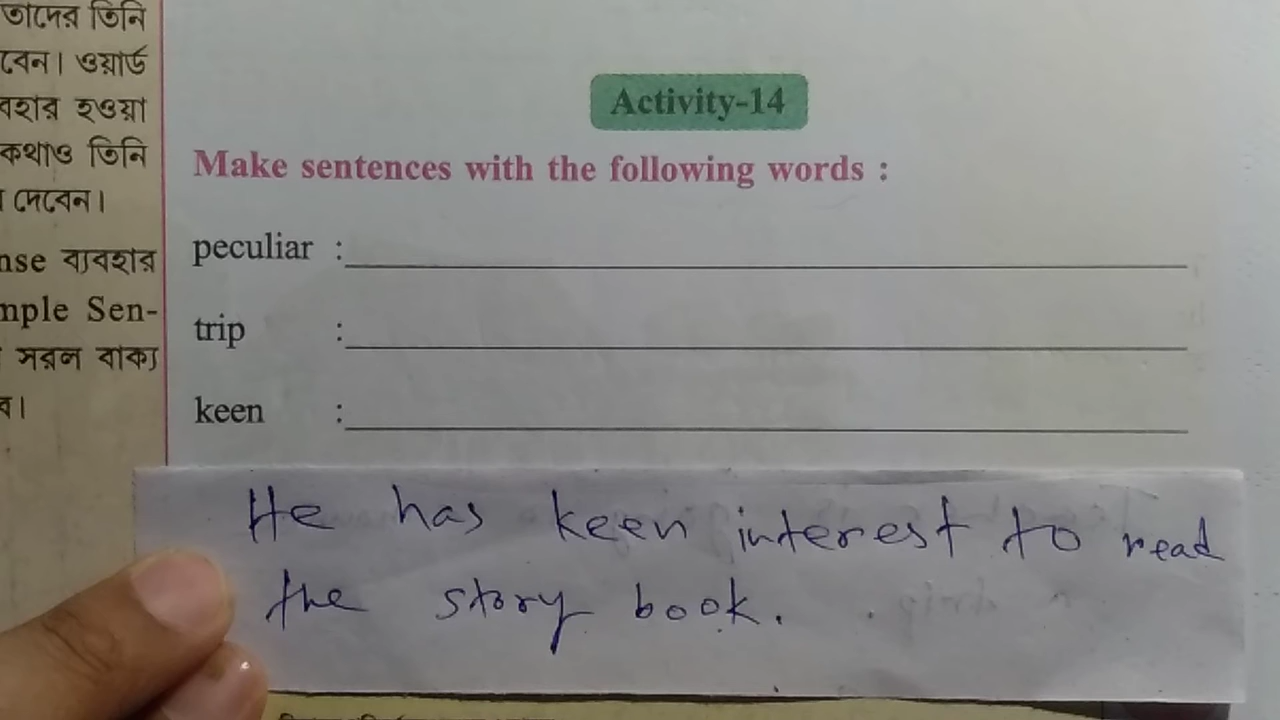 তাদের তিনি
বেন। ওয়ার্ড
বহার হওয়া
কথাও তিনি
দেবেন।
nse ব্যবহার
mple Sen-
সরল বাক্য
ব।
Activity-14
Make sentences with the following words :
peculiar :
trip :
keen :
He has keen interest to read
the story book.